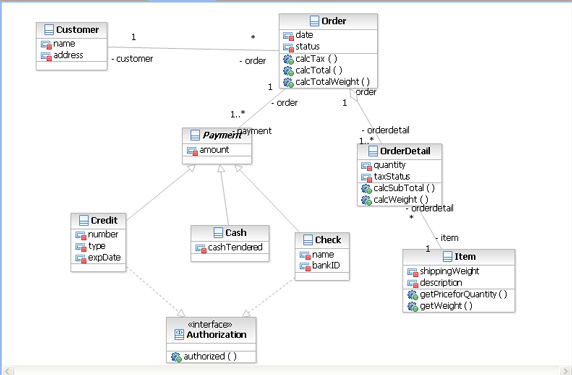 Customer
name
address
1
*
- customer
- order
Order
date
status
calcTax ( )
calcTotal ( )
calcTotalWeight ( )
1
- order
1..*
- payment
order
1
- orderdetail
1..*
Payment
amount
OrderDetail
quantity
taxStatus
calcSubTotal ( )
calcWeight ( )
- orderdetail
*
- item
1
Credit
number
type
expDate
Cash
cashTendered
Check
name
bankID
Item
shippingWeight
description
getPriceforQuantity ( )
getWeight ( )
«interface»
Authorization
authorized ( )